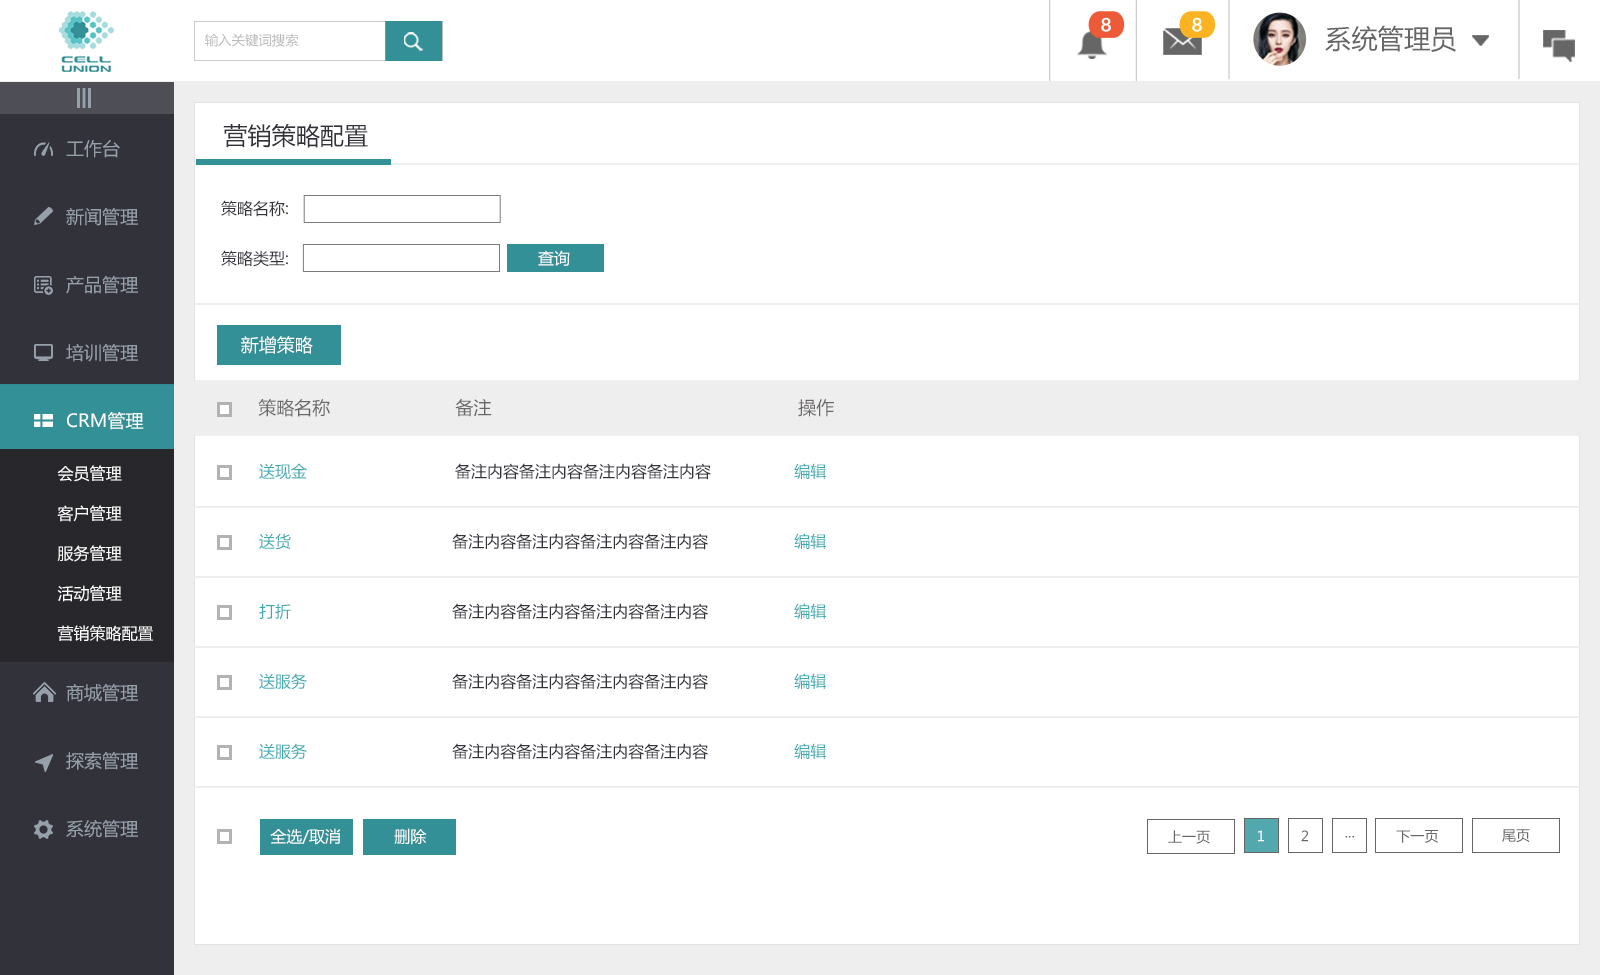 CELL
UNION
输入关键词搜索
8
8
系统管理员
工作台
新闻管理
产品管理
培训管理
CRM管理
会员管理
客户管理
服务管理
活动管理
营销策略配置
商城管理
探索管理
系统管理
营销策略配置
策略名称:
策略类型:
查询
新增策略
策略名称 备注 操作
送现金 备注内容备注内容备注内容备注内容 编辑
送货 备注内容备注内容备注内容备注内容 编辑
打折 备注内容备注内容备注内容备注内容 编辑
送服务 备注内容备注内容备注内容备注内容 编辑
送服务 备注内容备注内容备注内容备注内容 编辑
全选/取消 删除 上一页 1 2 ... 下一页 尾页